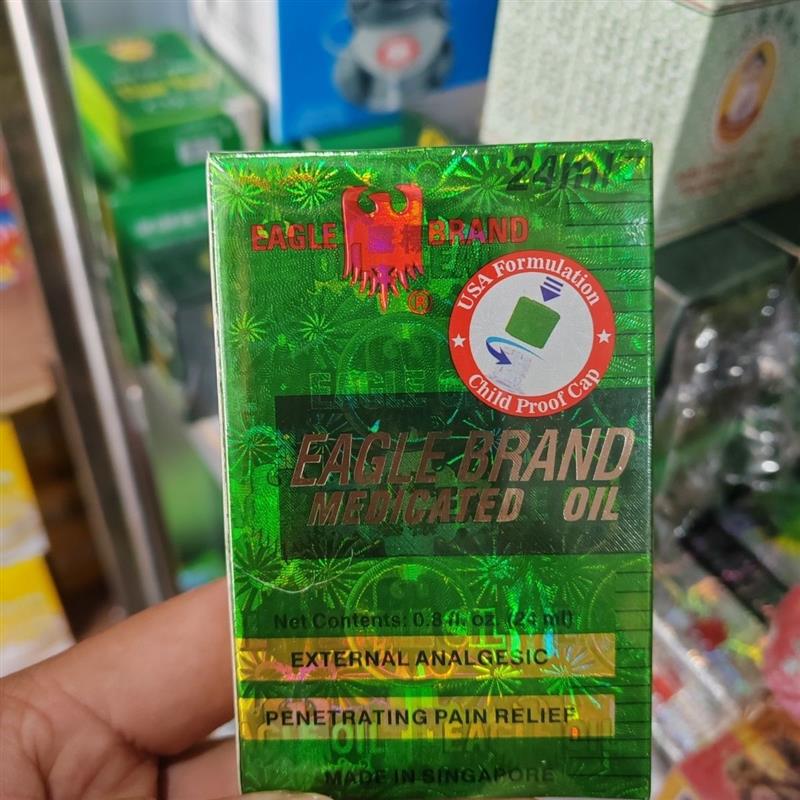 24ml
EAGLE BRAND
®
USA Formulation
Child Proof Cap
EAGLE BRAND
MEDICATED OIL
Net Contents: 0.8 fl. oz. (24 ml)
EXTERNAL ANALGESIC
PENETRATING PAIN RELIEF
MADE IN SINGAPORE